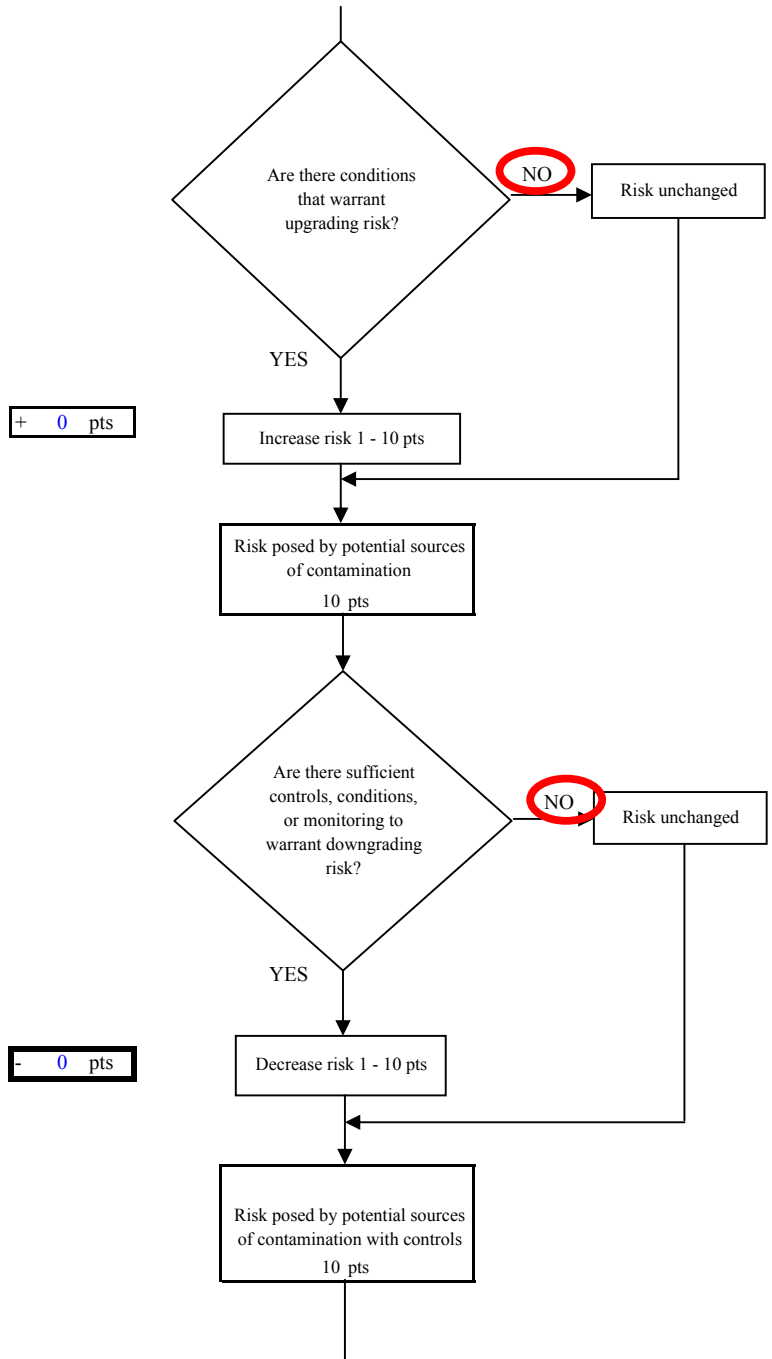 Are there conditions
that warrant
upgrading risk?
NO
Risk unchanged
YES
+ 0 pts
Increase risk 1 - 10 pts
Risk posed by potential sources
of contamination
10 pts
Are there sufficient
controls, conditions,
or monitoring to
warrant downgrading
risk?
NO
Risk unchanged
YES
- 0 pts
Decrease risk 1 - 10 pts
Risk posed by potential sources
of contamination with controls
10 pts